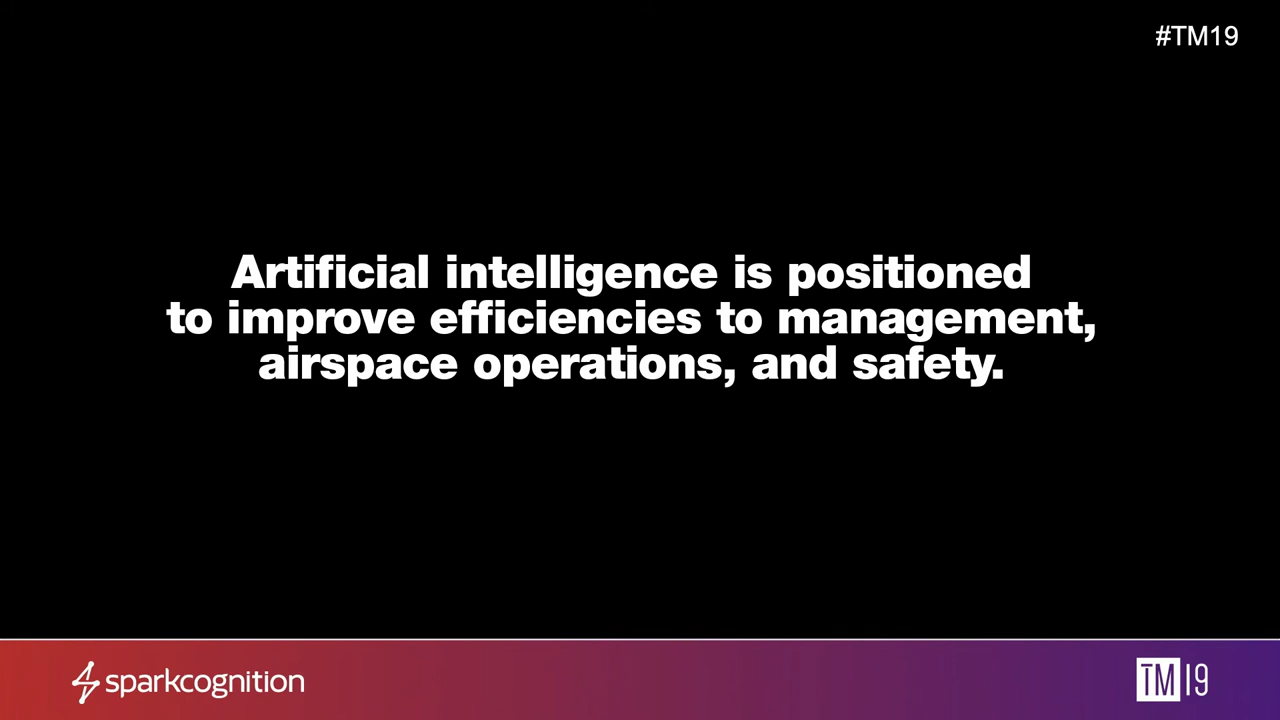 #TM19
Artificial intelligence is positioned
to improve efficiencies to management,
airspace operations, and safety.
sparkcognition
TM19